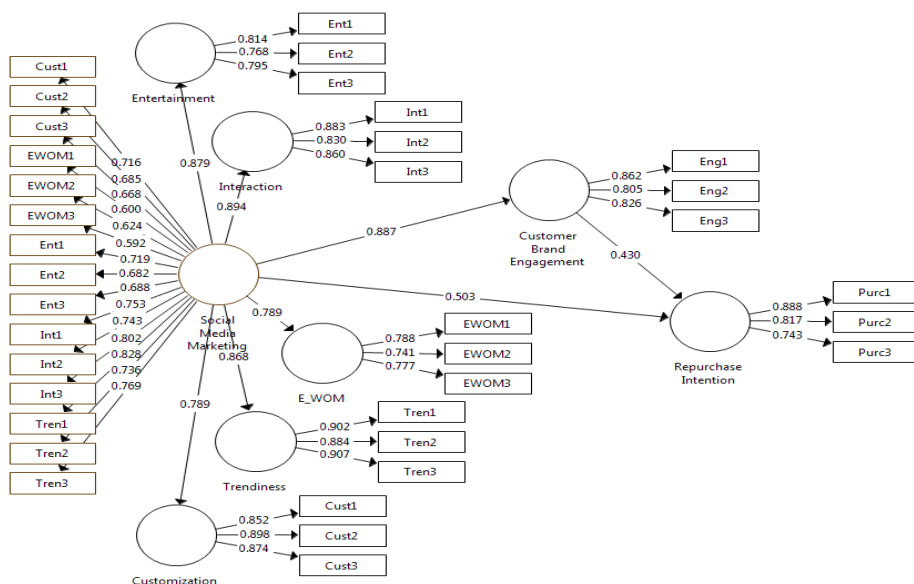 Cust1
Cust2
Cust3
EWOM1
EWOM2
EWOM3
Ent1
Ent2
Ent3
Int1
Int2
Int3
Tren1
Tren2
Tren3
0.716
0.685
0.668
0.600
0.624
0.592
0.719
0.682
0.688
0.753
0.743
0.802
0.828
0.736
0.769
Social
Media
Marketing
0.879
Entertainment
0.814
0.768
0.795
Ent1
Ent2
Ent3
0.894
Interaction
0.883
0.830
0.860
Int1
Int2
Int3
0.887
Customer
Brand
Engagement
0.862
0.805
0.826
Eng1
Eng2
Eng3
0.430
0.503
Repurchase
Intention
0.888
0.817
0.743
Purc1
Purc2
Purc3
0.789
E_WOM
0.788
0.741
0.777
EWOM1
EWOM2
EWOM3
0.868
Trendiness
0.902
0.884
0.907
Tren1
Tren2
Tren3
0.789
Customization
0.852
0.898
0.874
Cust1
Cust2
Cust3